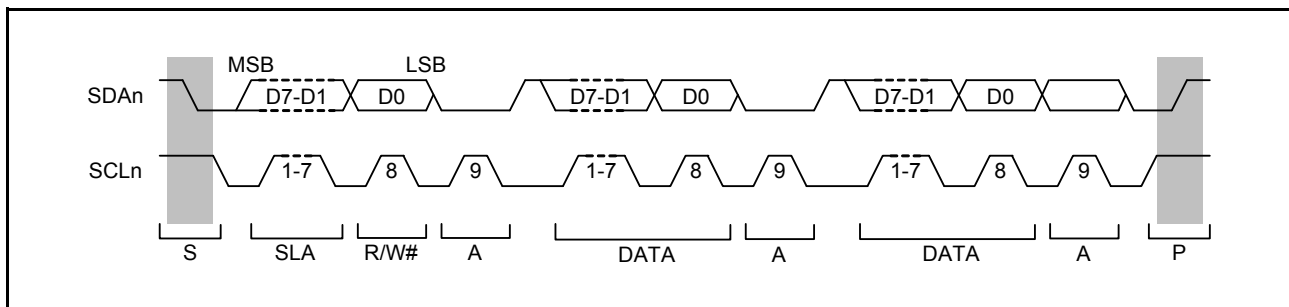 MSB LSB
SDAn D7-D1 D0 D7-D1 D0 D7-D1 D0
SCLn 1-7 8 9 1-7 8 9 1-7 8 9
S SLA R/W# A DATA A DATA A P